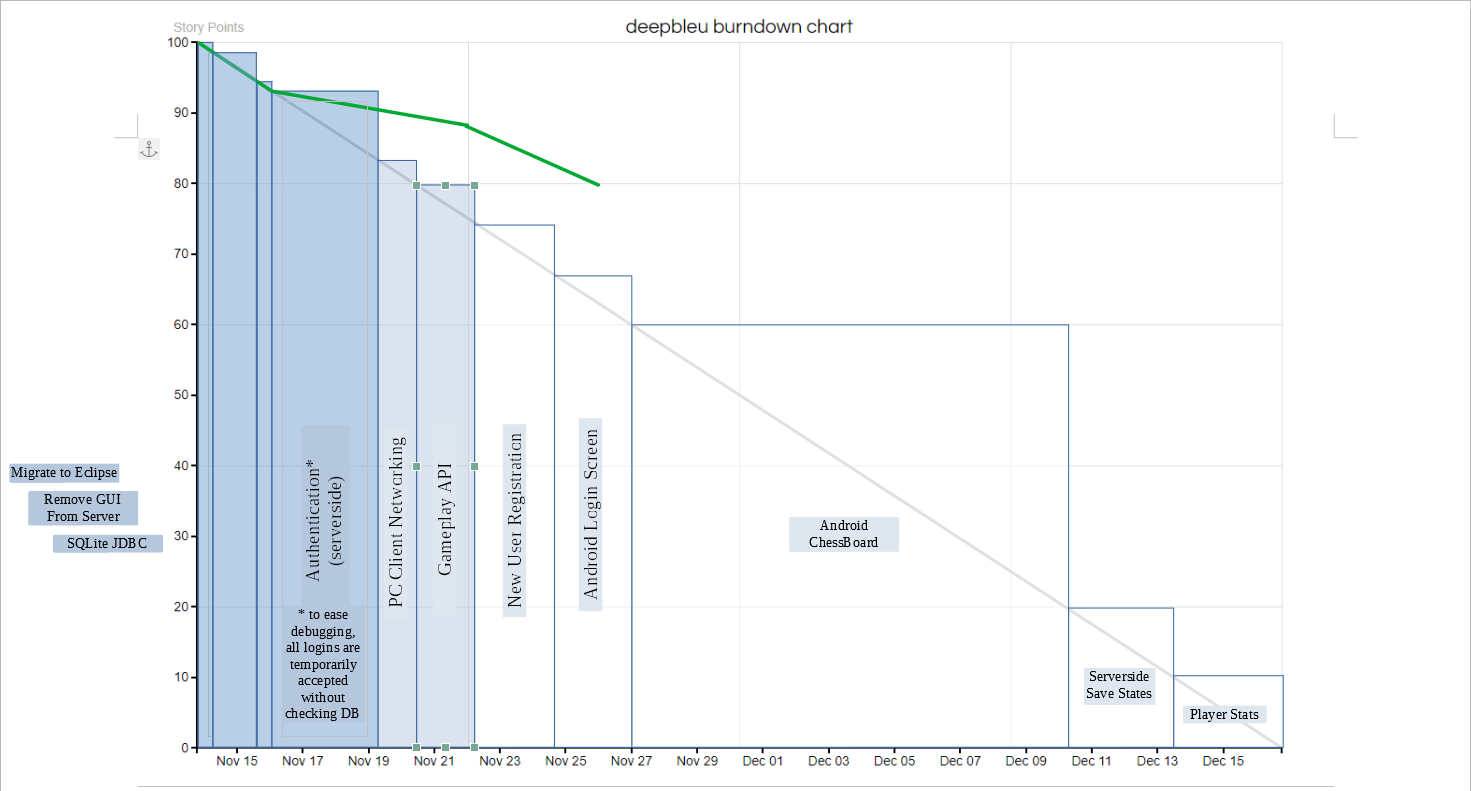 deepbleu burndown chart
Story Points
100
90
80
70
60
50
40
30
20
10
0
Migrate to Eclipse
Remove GUI
From Server
SQLite JDBC
Authentication*
(serverside)
* to ease
debugging,
all logins are
temporarily
accepted
without
checking DB
PC Client Networking
Gameplay API
New User Registration
Android Login Screen
Android
ChessBoard
Serverside
Save States
Player Stats
Nov 15
Nov 17
Nov 19
Nov 21
Nov 23
Nov 25
Nov 27
Nov 29
Dec 01
Dec 03
Dec 05
Dec 07
Dec 09
Dec 11
Dec 13
Dec 15